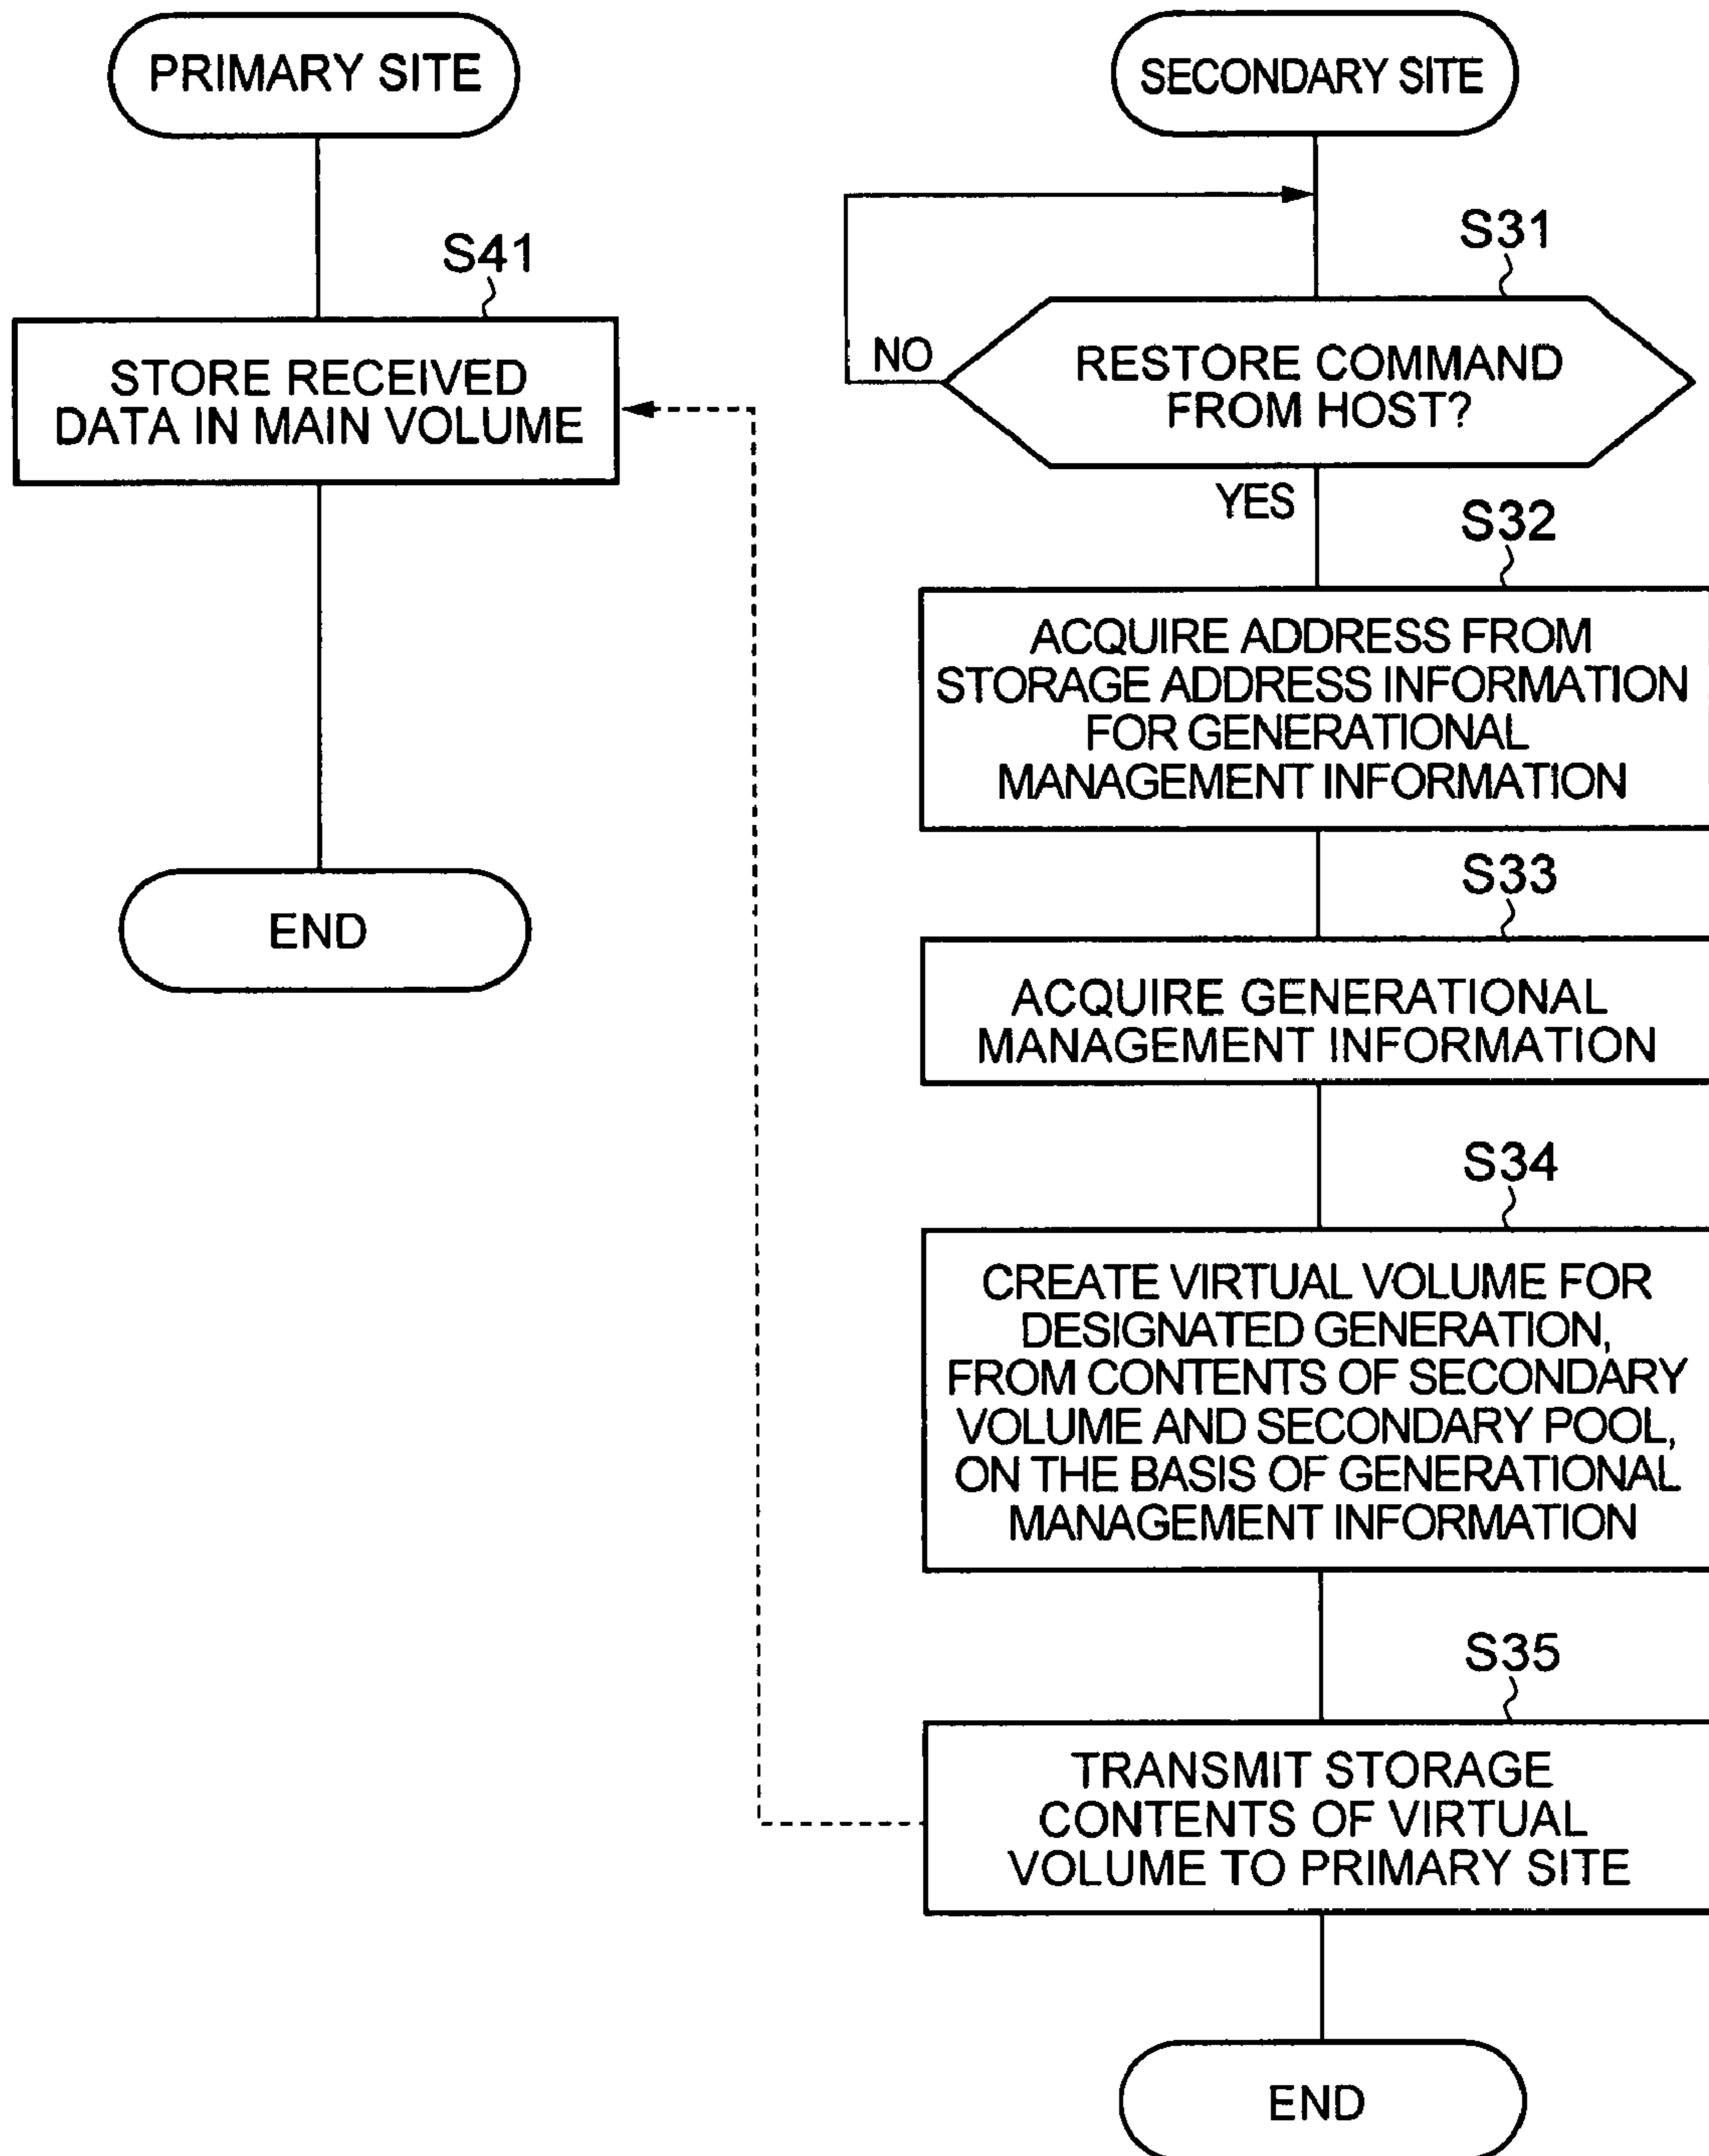 PRIMARY SITE
S41
STORE RECEIVED
DATA IN MAIN VOLUME
END
SECONDARY SITE
S31
NO
RESTORE COMMAND
FROM HOST?
YES
S32
ACQUIRE ADDRESS FROM
STORAGE ADDRESS INFORMATION
FOR GENERATIONAL
MANAGEMENT INFORMATION
S33
ACQUIRE GENERATIONAL
MANAGEMENT INFORMATION
S34
CREATE VIRTUAL VOLUME FOR
DESIGNATED GENERATION,
FROM CONTENTS OF SECONDARY
VOLUME AND SECONDARY POOL,
ON THE BASIS OF GENERATIONAL
MANAGEMENT INFORMATION
S35
TRANSMIT STORAGE
CONTENTS OF VIRTUAL
VOLUME TO PRIMARY SITE
END